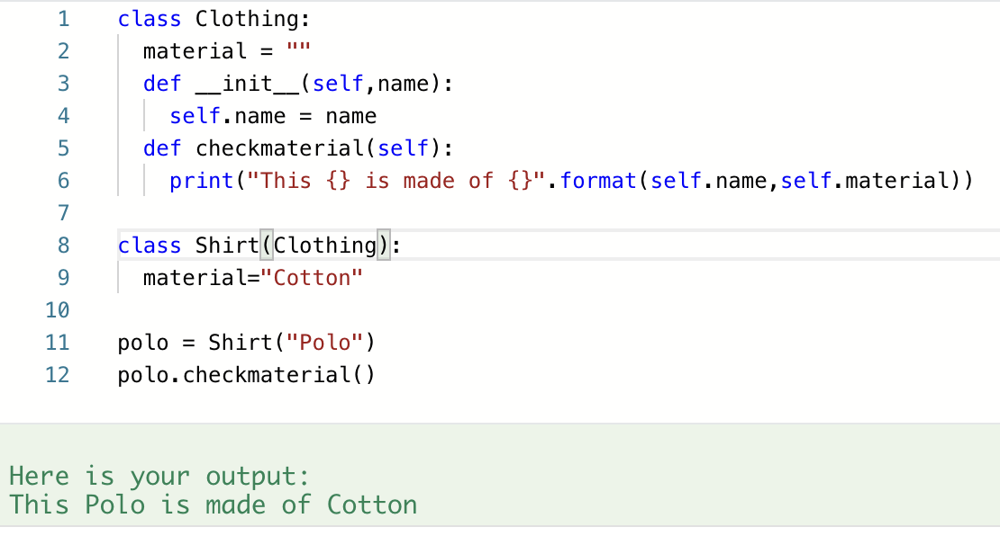 1 class Clothing:
2   material = ""
3   def __init__(self,name):
4     self.name = name
5   def checkmaterial(self):
6     print("This {} is made of {}".format(self.name,self.material))
7
8 class Shirt(Clothing):
9   material="Cotton"
10
11 polo = Shirt("Polo")
12 polo.checkmaterial()
Here is your output:
This Polo is made of Cotton